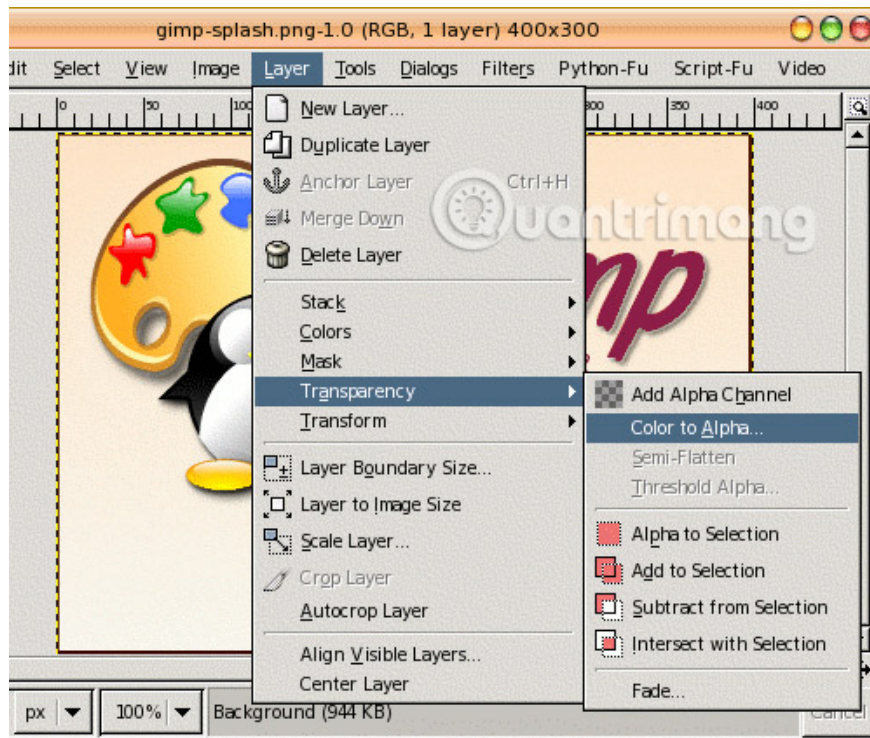 gimp-splash.png-1.0 (RGB, 1 layer) 400x300
dit Select View Image Layer Tools Dialogs Filters Python-Fu Script-Fu Video
0 50 100 300 350 400
New Layer...
Duplicate Layer
Anchor Layer Ctrl+H
Merge Down
Delete Layer
Quantrimang
mp
Stack
Colors
Mask
Transparency
Transform
Layer Boundary Size...
Layer to Image Size
Scale Layer...
Crop Layer
Autocrop Layer
Align Visible Layers...
Center Layer
Add Alpha Channel
Color to Alpha...
Semi-Flatten
Threshold Alpha...
Alpha to Selection
Add to Selection
Subtract from Selection
Intersect with Selection
Fade...
px 100% Background (944 KB) Cancel